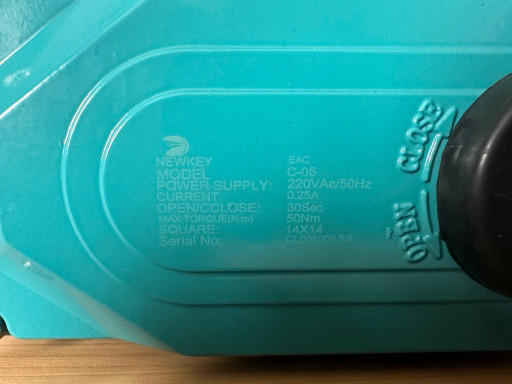 NEWKEY EAC
MODEL C-05
POWER SUPPLY: 220VAc/50Hz
CURRENT: 0.25A
OPEN/CCLOSE: 30Sec
MAX.TORQUE(N.m) 50Nm
SQUARE: 14X14
Serial No:
CLOSE
OPEN